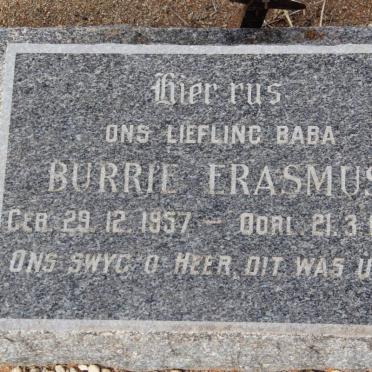 Hier rus
ONS LIEFLING BABA
BURRIE ERASMUS
GEB. 29.12.1957 — OORL. 21.3
ONS SWYG O HEER, DIT WAS U